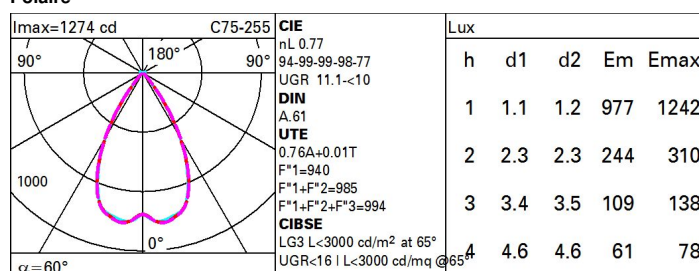 Polaire
Imax=1274 cd C75-255
90° 180° 90°
1000
0°
α=60°
CIE
nL 0.77
94-99-99-98-77
UGR 11.1-<10
DIN
A.61
UTE
0.76A+0.01T
F"1=940
F"1+F"2=985
F"1+F"2+F"3=994
CIBSE
LG3 L<3000 cd/m² at 65°
UGR<16 | L<3000 cd/mq @65°
Lux
h d1 d2 Em Emax
1 1.1 1.2 977 1242
2 2.3 2.3 244 310
3 3.4 3.5 109 138
4 4.6 4.6 61 78